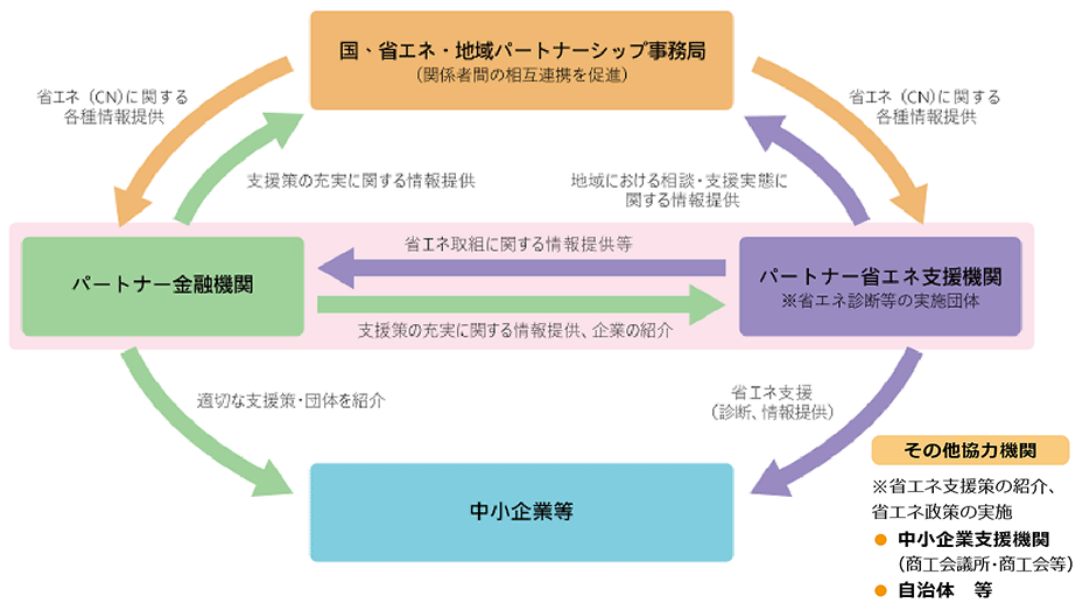 国、省エネ・地域パートナーシップ事務局
(関係者間の相互連携を促進)
省エネ (CN)に関する
各種情報提供
省エネ (CN)に関する
各種情報提供
支援策の充実に関する情報提供
地域における相談・支援実態に
関する情報提供
パートナー金融機関
省エネ取組に関する情報提供等
支援策の充実に関する情報提供、企業の紹介
パートナー省エネ支援機関
※省エネ診断等の実施団体
適切な支援策・団体を紹介
省エネ支援
(診断、情報提供)
中小企業等
その他協力機関
※省エネ支援策の紹介、
省エネ政策の実施
● 中小企業支援機関
(商工会議所・商工会等)
● 自治体 等